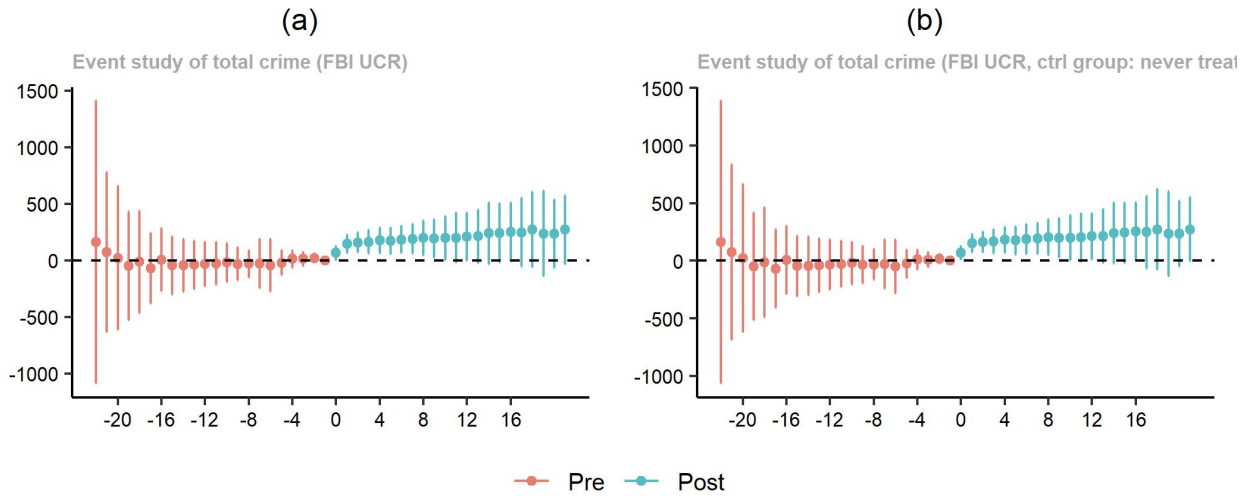 (a)
Event study of total crime (FBI UCR)
1500
1000
500
0
-500
-1000
-20 -16 -12 -8 -4 0 4 8 12 16
(b)
Event study of total crime (FBI UCR, ctrl group: never treat
1500
1000
500
0
-500
-1000
-20 -16 -12 -8 -4 0 4 8 12 16
Pre Post